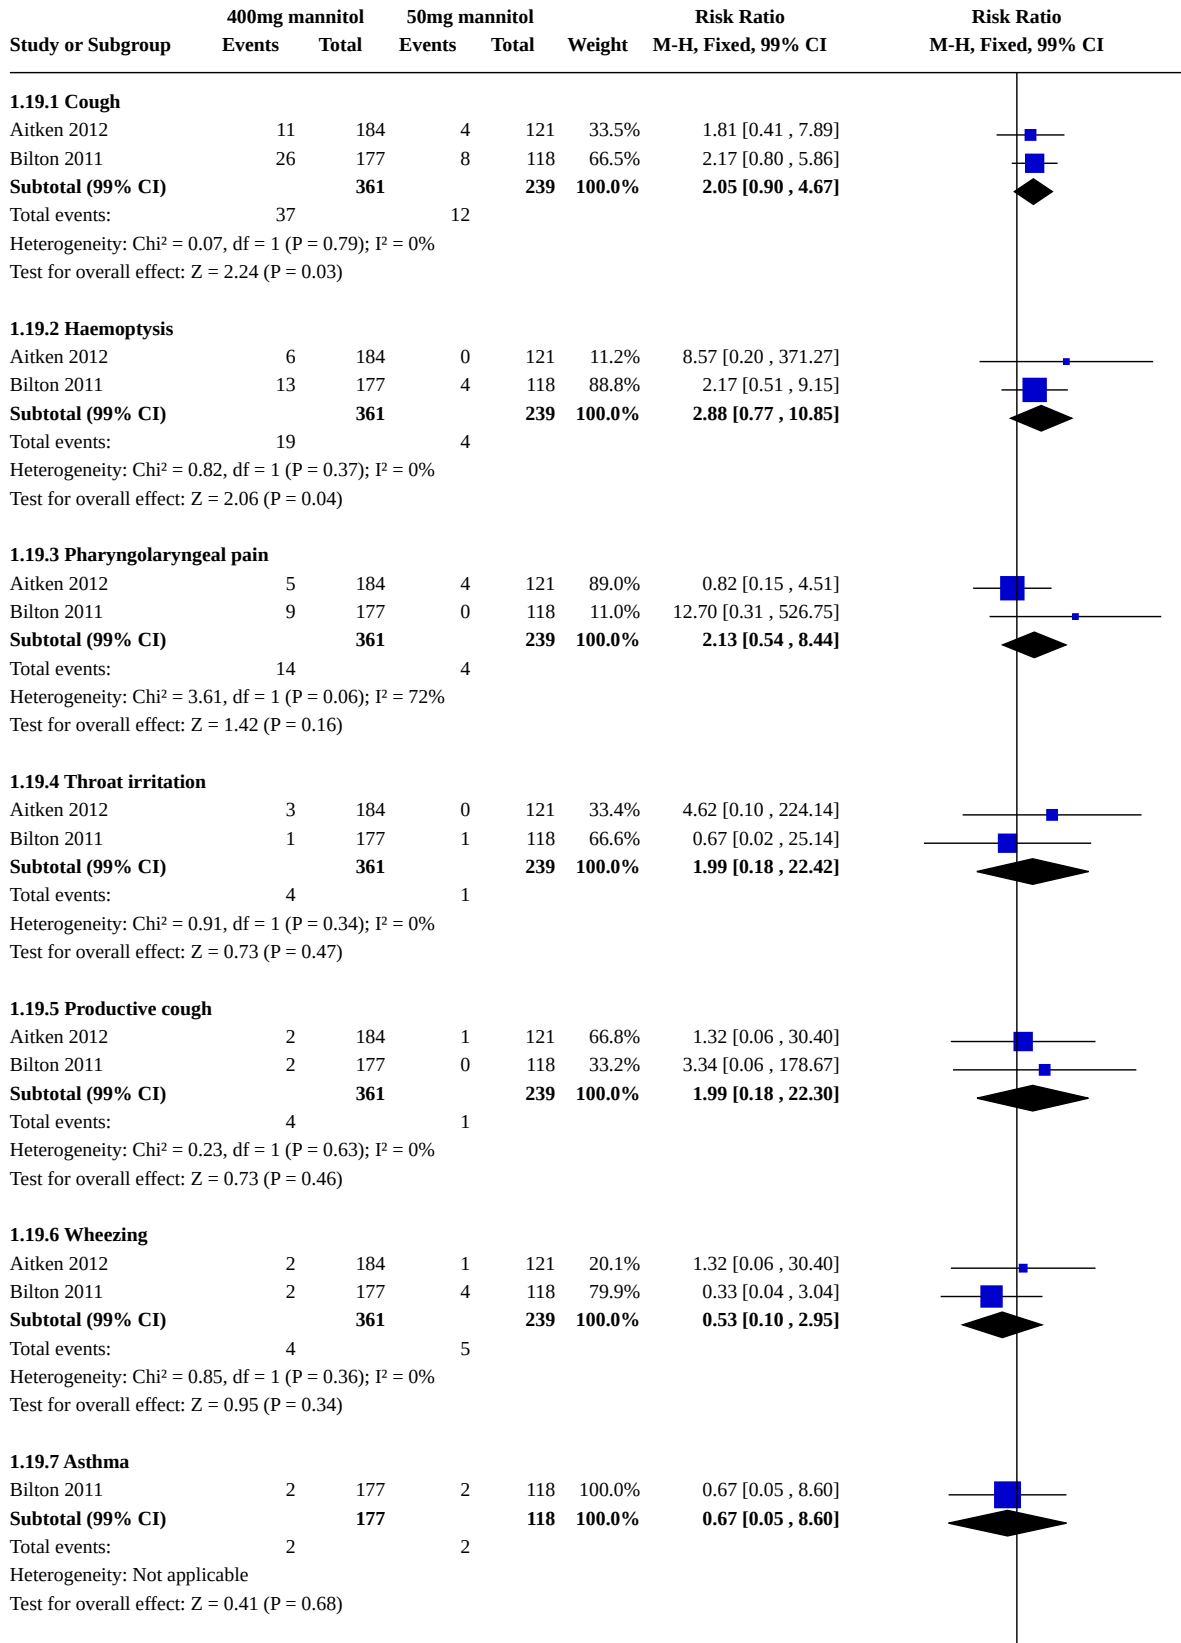 400mg mannitol 50mg mannitol Risk Ratio Risk Ratio
Study or Subgroup Events Total Events Total Weight M-H, Fixed, 99% CI M-H, Fixed, 99% CI
1.19.1 Cough
Aitken 2012 11 184 4 121 33.5% 1.81 [0.41 , 7.89]
Bilton 2011 26 177 8 118 66.5% 2.17 [0.80 , 5.86]
Subtotal (99% CI) 361 239 100.0% 2.05 [0.90 , 4.67]
Total events: 37 12
Heterogeneity: Chi² = 0.07, df = 1 (P = 0.79); I² = 0%
Test for overall effect: Z = 2.24 (P = 0.03)
1.19.2 Haemoptysis
Aitken 2012 6 184 0 121 11.2% 8.57 [0.20 , 371.27]
Bilton 2011 13 177 4 118 88.8% 2.17 [0.51 , 9.15]
Subtotal (99% CI) 361 239 100.0% 2.88 [0.77 , 10.85]
Total events: 19 4
Heterogeneity: Chi² = 0.82, df = 1 (P = 0.37); I² = 0%
Test for overall effect: Z = 2.06 (P = 0.04)
1.19.3 Pharyngolaryngeal pain
Aitken 2012 5 184 4 121 89.0% 0.82 [0.15 , 4.51]
Bilton 2011 9 177 0 118 11.0% 12.70 [0.31 , 526.75]
Subtotal (99% CI) 361 239 100.0% 2.13 [0.54 , 8.44]
Total events: 14 4
Heterogeneity: Chi² = 3.61, df = 1 (P = 0.06); I² = 72%
Test for overall effect: Z = 1.42 (P = 0.16)
1.19.4 Throat irritation
Aitken 2012 3 184 0 121 33.4% 4.62 [0.10 , 224.14]
Bilton 2011 1 177 1 118 66.6% 0.67 [0.02 , 25.14]
Subtotal (99% CI) 361 239 100.0% 1.99 [0.18 , 22.42]
Total events: 4 1
Heterogeneity: Chi² = 0.91, df = 1 (P = 0.34); I² = 0%
Test for overall effect: Z = 0.73 (P = 0.47)
1.19.5 Productive cough
Aitken 2012 2 184 1 121 66.8% 1.32 [0.06 , 30.40]
Bilton 2011 2 177 0 118 33.2% 3.34 [0.06 , 178.67]
Subtotal (99% CI) 361 239 100.0% 1.99 [0.18 , 22.30]
Total events: 4 1
Heterogeneity: Chi² = 0.23, df = 1 (P = 0.63); I² = 0%
Test for overall effect: Z = 0.73 (P = 0.46)
1.19.6 Wheezing
Aitken 2012 2 184 1 121 20.1% 1.32 [0.06 , 30.40]
Bilton 2011 2 177 4 118 79.9% 0.33 [0.04 , 3.04]
Subtotal (99% CI) 361 239 100.0% 0.53 [0.10 , 2.95]
Total events: 4 5
Heterogeneity: Chi² = 0.85, df = 1 (P = 0.36); I² = 0%
Test for overall effect: Z = 0.95 (P = 0.34)
1.19.7 Asthma
Bilton 2011 2 177 2 118 100.0% 0.67 [0.05 , 8.60]
Subtotal (99% CI) 177 118 100.0% 0.67 [0.05 , 8.60]
Total events: 2 2
Heterogeneity: Not applicable
Test for overall effect: Z = 0.41 (P = 0.68)